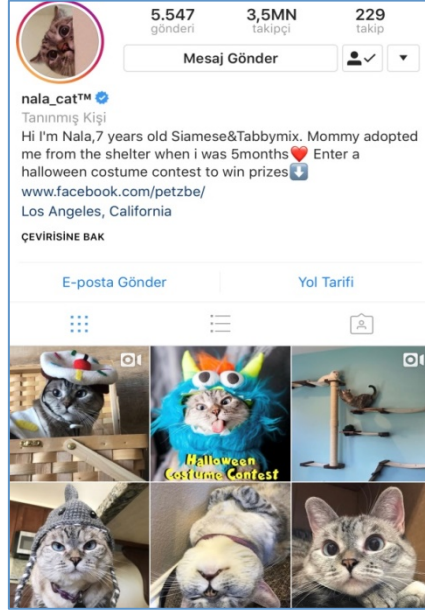 5.547 3,5MN 229
gönderi takipçi takip
Mesaj Gönder
nala_cat™
Tanınmış Kişi
Hi I'm Nala,7 years old Siamese&Tabbymix. Mommy adopted
me from the shelter when i was 5months❤️ Enter a
halloween costume contest to win prizes⬇️
www.facebook.com/petzbe/
Los Angeles, California
ÇEVİRİSİNE BAK
E-posta Gönder Yol Tarifi
Halloween
Costume Contest